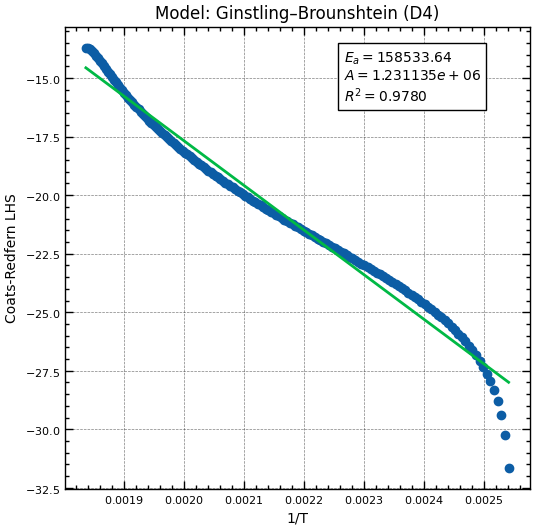 Model: Ginstling–Brounshtein (D4)
E_a = 158533.64
A = 1.231135e + 06
R² = 0.9780
−15.0
−17.5
−20.0
−22.5
−25.0
−27.5
−30.0
−32.5
Coats-Redfern LHS
0.0019 0.0020 0.0021 0.0022 0.0023 0.0024 0.0025
1/T